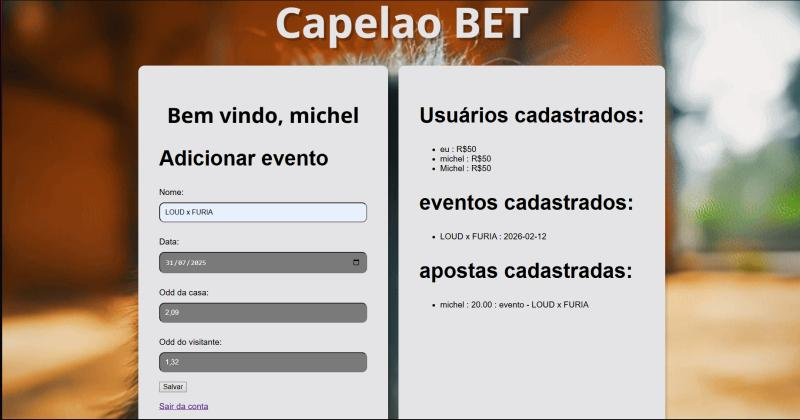 Capelao BET
Bem vindo, michel
Adicionar evento
Nome:
LOUD x FURIA
Data:
31/07/2025
Odd da casa:
2,09
Odd do visitante:
1,32
Salvar
Sair da conta
Usuários cadastrados:
eu : R$50
michel : R$50
Michel : R$50
eventos cadastrados:
LOUD x FURIA : 2026-02-12
apostas cadastradas:
michel : 20.00 : evento - LOUD x FURIA